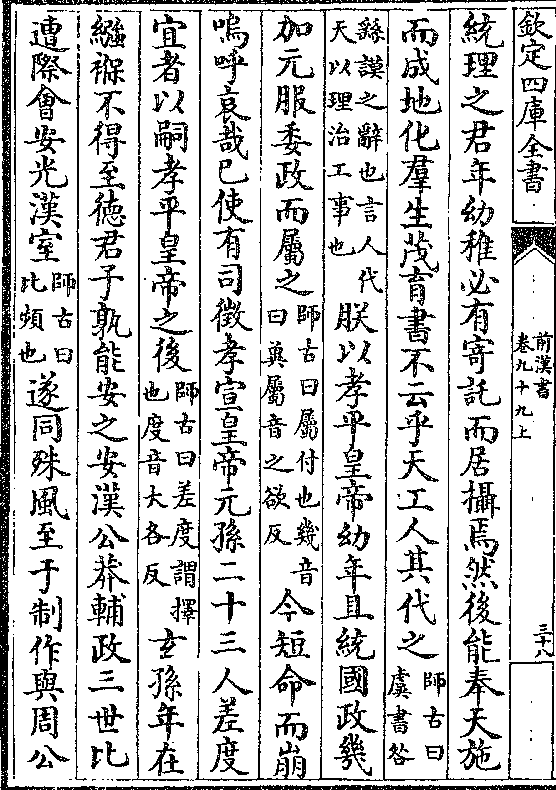 欽定四庫全書
前漢書
卷九十九上
三十八
統理之君年幼稚必有寄託而居攝焉然後能奉天施
而成地化羣生茂育書不云乎天工人其代之師古曰虞書咎
繇謨之辭也言人代天以理治工事也朕以孝平皇帝幼年且統國政幾
加元服委政而屬之師古曰屬付也幾音曰冀屬音之欲反今短命而崩
嗚呼哀哉已使有司徵孝宣皇帝元孫二十三人差度
宜者以嗣孝平皇帝之後師古曰差度謂擇也度音大各反玄孫年在
繈褓不得至德君子孰能安之安漢公莽輔政三世比
遭際會安光漢室師古曰比頻也遂同殊風至于制作與周公